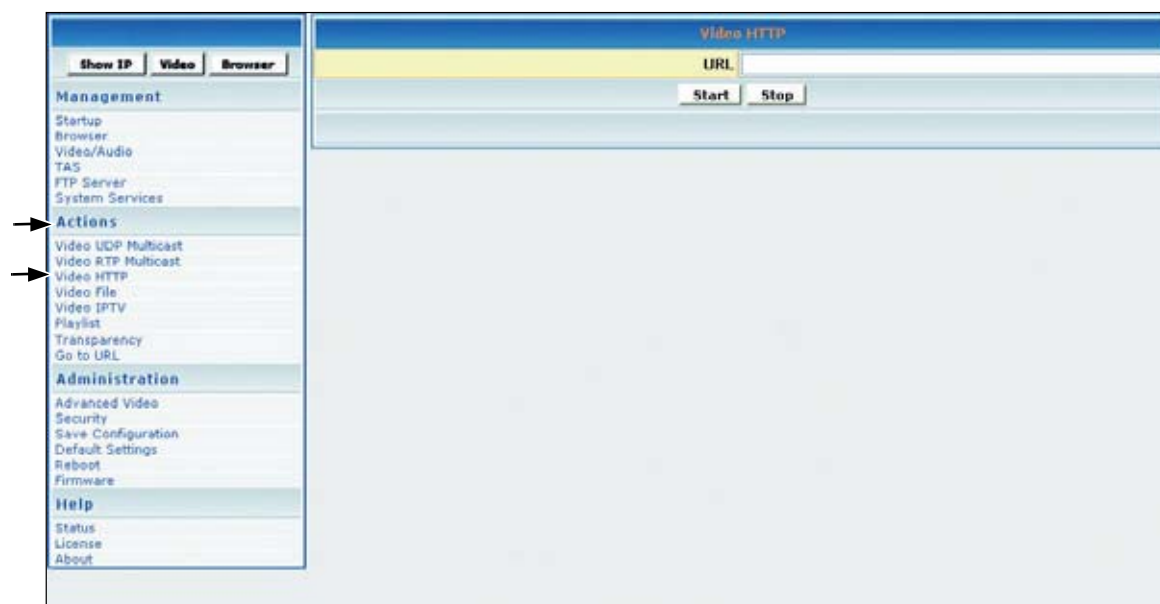 Show IP Video Browser
Management
Startup
Browser
Video/Audio
TAS
FTP Server
System Services
Actions
Video UDP Multicast
Video RTP Multicast
Video HTTP
Video File
Video IPTV
Playlist
Transparency
Go to URL
Administration
Advanced Video
Security
Save Configuration
Default Settings
Reboot
Firmware
Help
Status
License
About
Video HTTP
URL
Start Stop